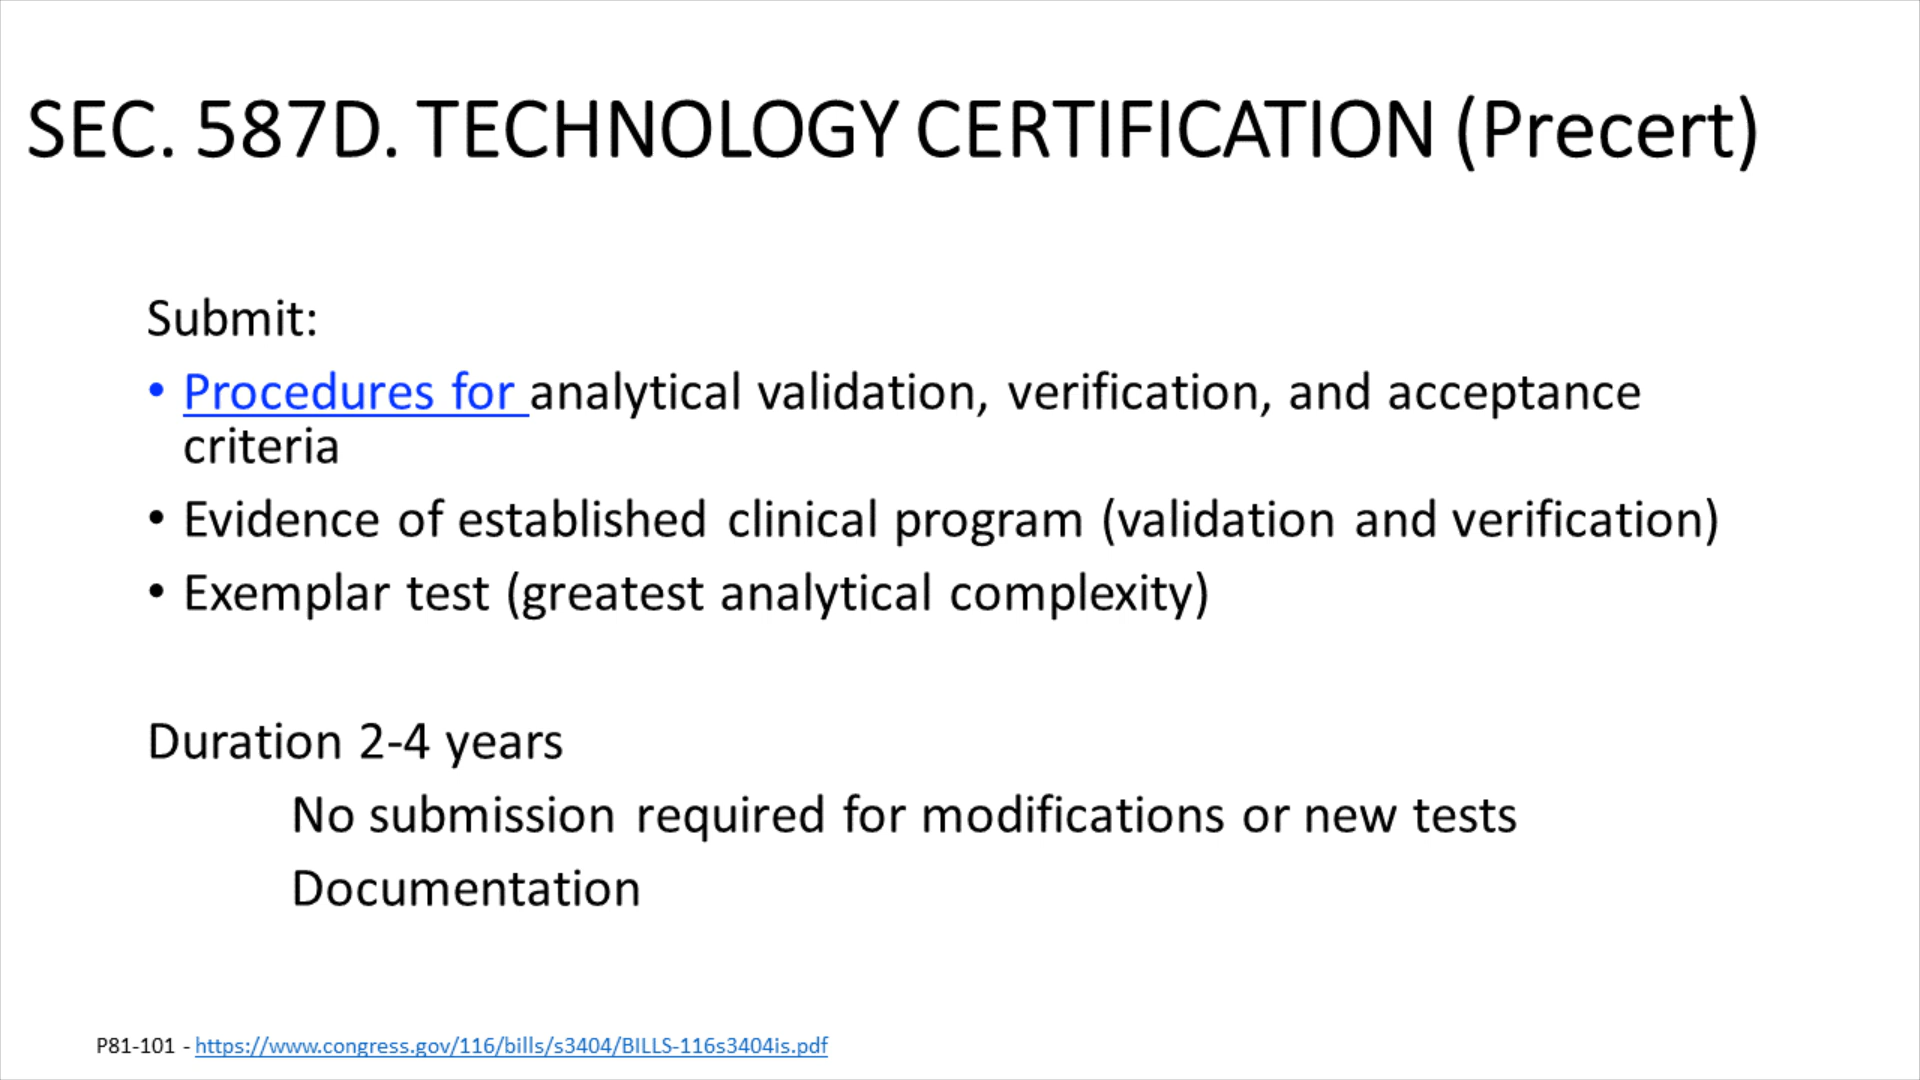 SEC. 587D. TECHNOLOGY CERTIFICATION (Precert)
Submit:
• Procedures for analytical validation, verification, and acceptance
criteria
• Evidence of established clinical program (validation and verification)
• Exemplar test (greatest analytical complexity)
Duration 2-4 years
No submission required for modifications or new tests
Documentation
P81-101 - https://www.congress.gov/116/bills/s3404/BILLS-116s3404is.pdf